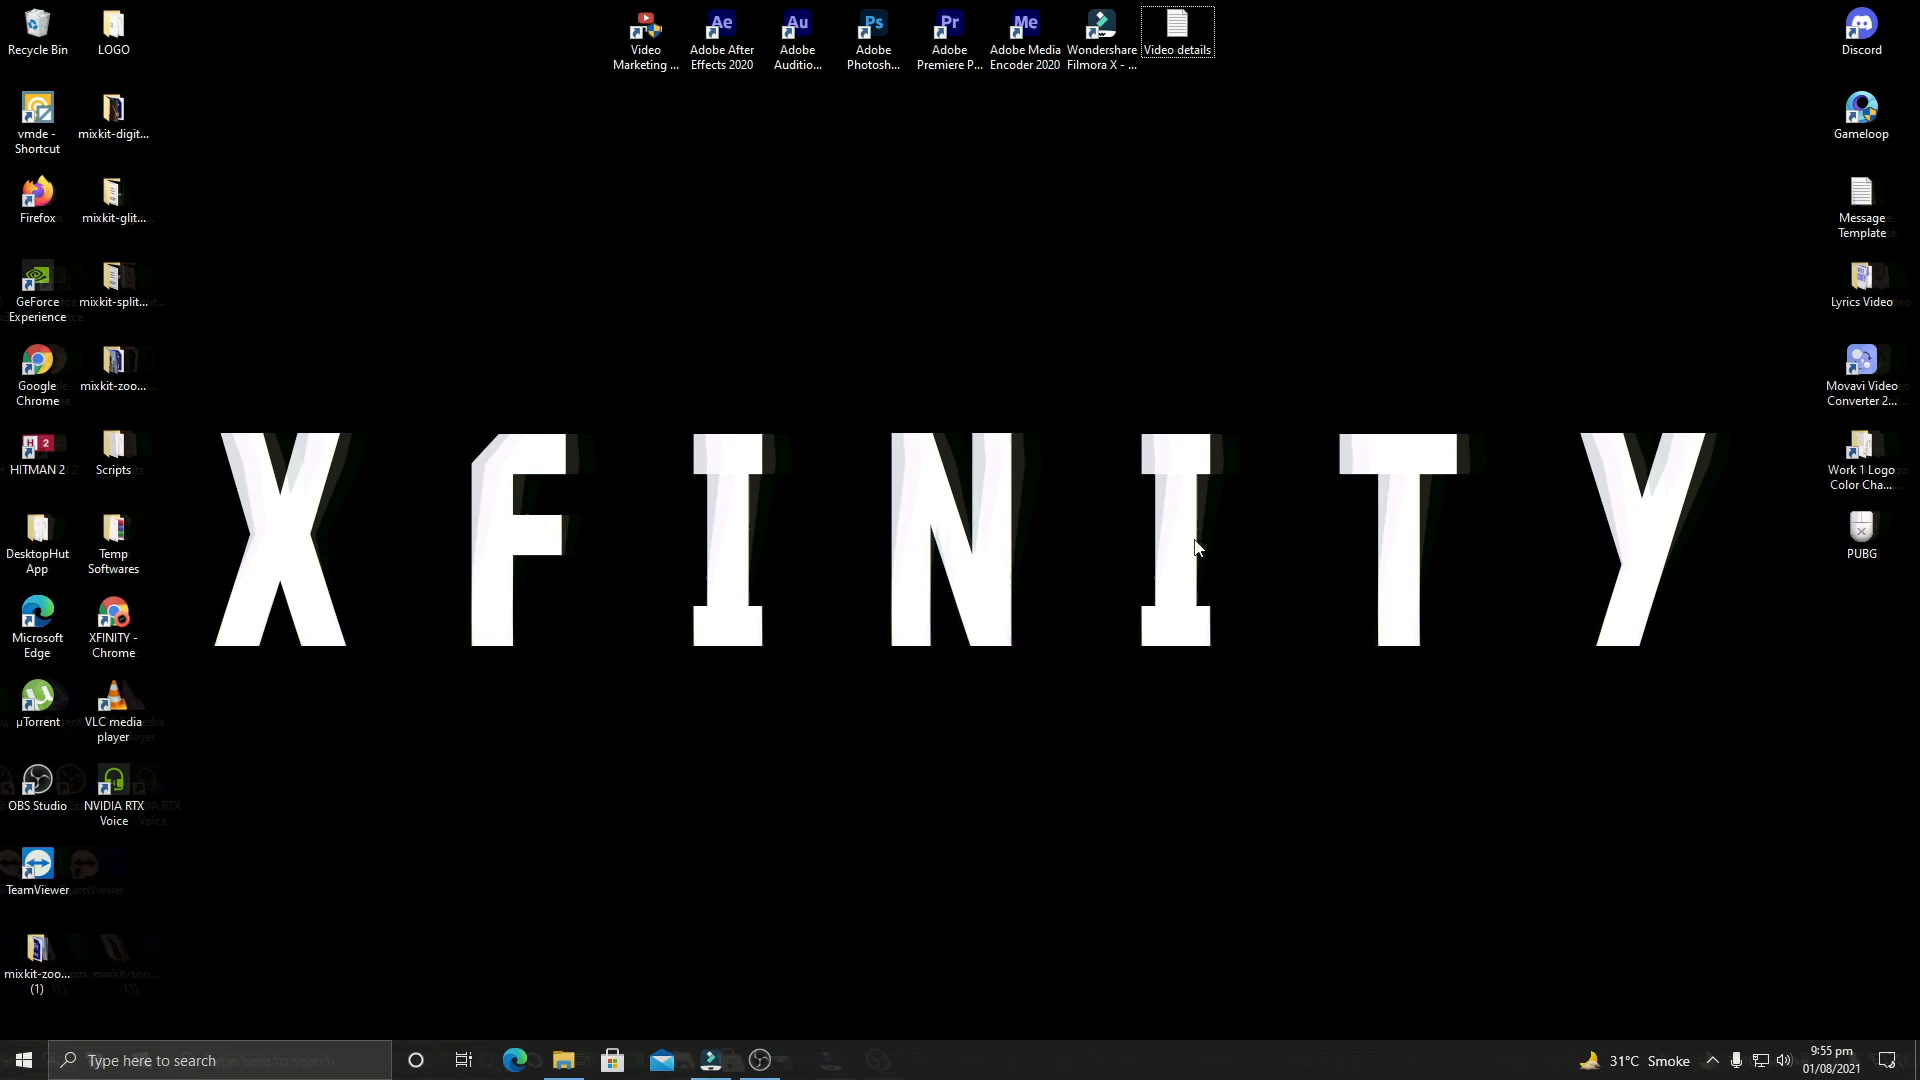 Recycle Bin
LOGO
Video
Marketing ...
Adobe After
Effects 2020
Adobe
Auditio...
Adobe
Photosh...
Adobe
Premiere P...
Adobe Media
Encoder 2020
Wondershare
Filmora X - ...
Video details
Discord
vmde -
Shortcut
mixkit-digit...
Gameloop
Firefox
mixkit-glit...
Message
Template
GeForce
Experience
mixkit-split...
Lyrics Video
Google
Chrome
mixkit-zoo...
Movavi Video
Converter 2...
HITMAN 2
Scripts
Work 1 Logo
Color Cha...
XFINITY
DesktopHut
App
Temp
Softwares
PUBG
Microsoft
Edge
XFINITY -
Chrome
µTorrent
VLC media
player
OBS Studio
NVIDIA RTX
Voice
TeamViewer
mixkit-zoo...
(1)
Type here to search
31°C Smoke
9:55 pm
01/08/2021